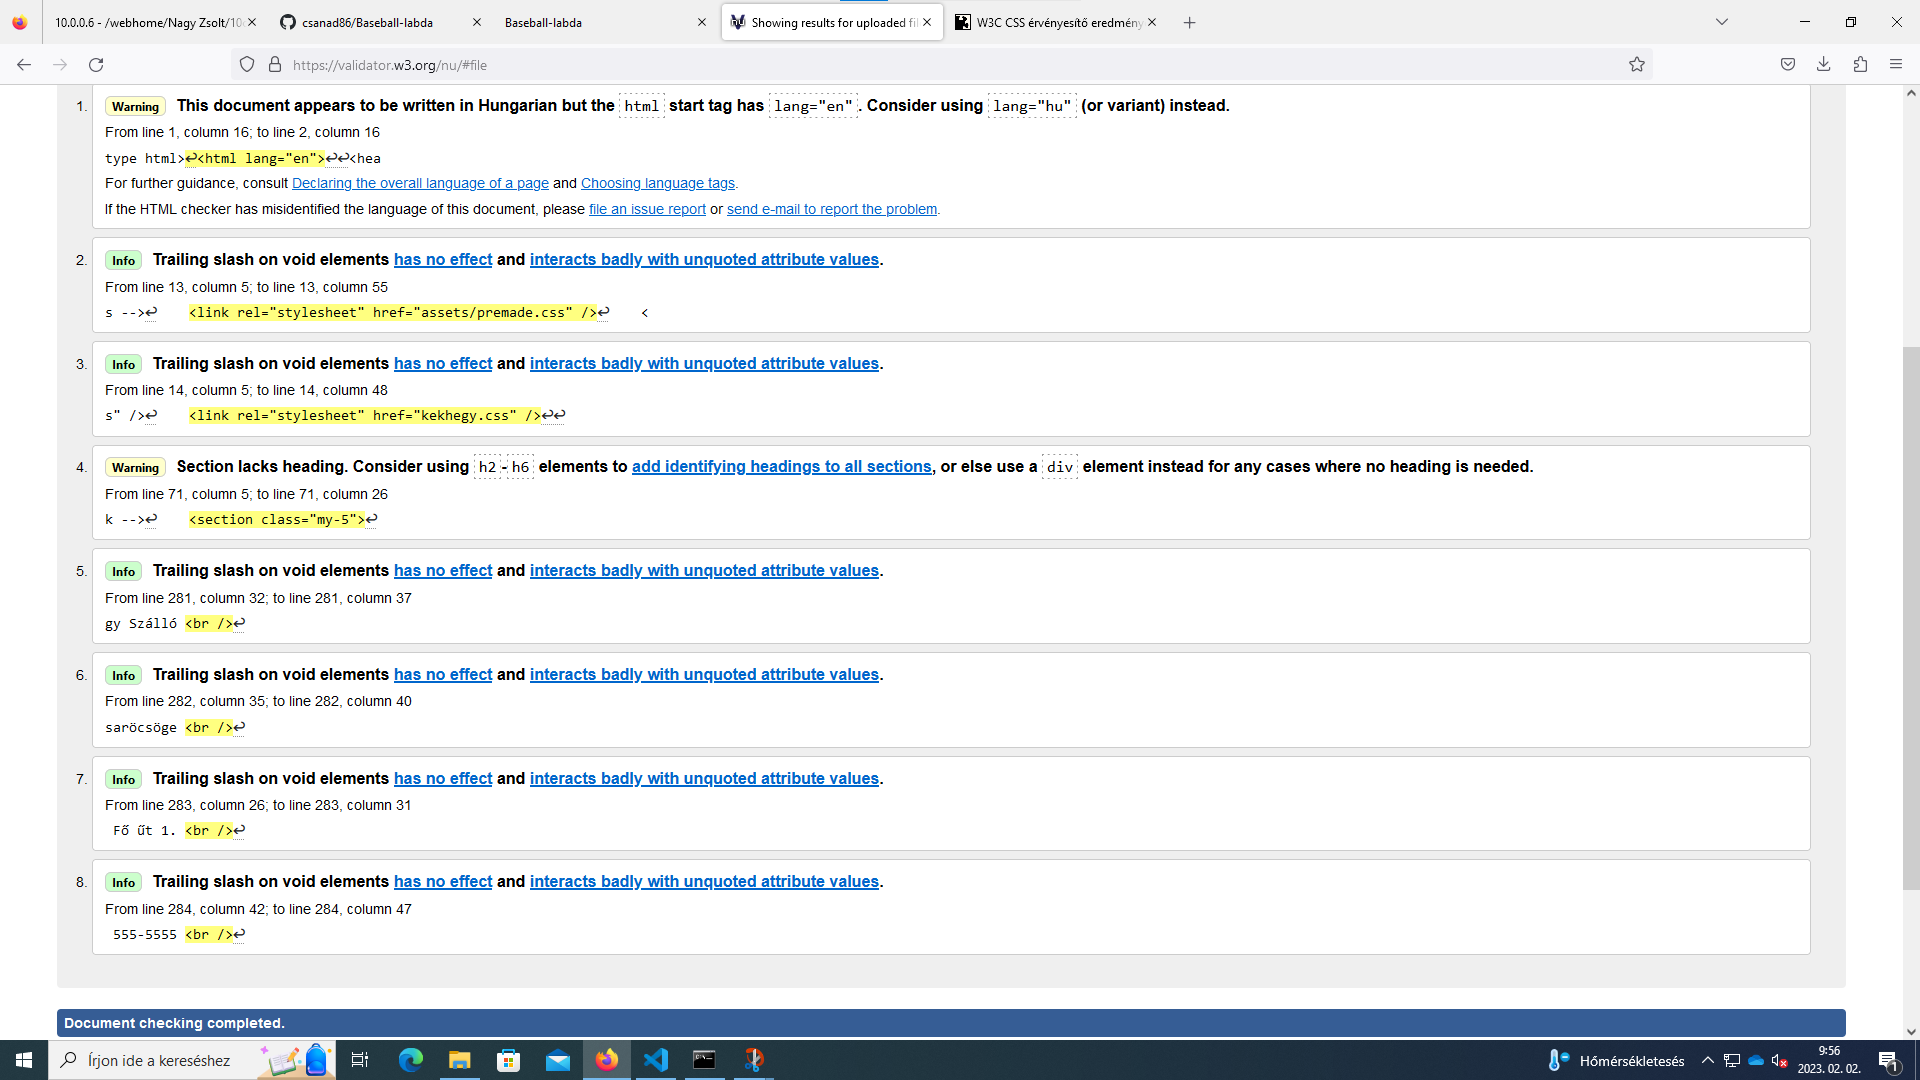 10.0.0.6 - /webhome/Nagy Zsolt/10
csanad86/Baseball-labda
Baseball-labda
Showing results for uploaded fil
W3C CSS érvényesítő eredmény
https://validator.w3.org/nu/#file
1. Warning This document appears to be written in Hungarian but the html start tag has lang="en". Consider using lang="hu" (or variant) instead.
From line 1, column 16; to line 2, column 16
type html>↩<html lang="en">↩↩<hea
For further guidance, consult Declaring the overall language of a page and Choosing language tags.
If the HTML checker has misidentified the language of this document, please file an issue report or send e-mail to report the problem.
2. Info Trailing slash on void elements has no effect and interacts badly with unquoted attribute values.
From line 13, column 5; to line 13, column 55
s -->↩ <link rel="stylesheet" href="assets/premade.css" />↩ <
3. Info Trailing slash on void elements has no effect and interacts badly with unquoted attribute values.
From line 14, column 5; to line 14, column 48
s" />↩ <link rel="stylesheet" href="kekhegy.css" />↩↩
4. Warning Section lacks heading. Consider using h2-h6 elements to add identifying headings to all sections, or else use a div element instead for any cases where no heading is needed.
From line 71, column 5; to line 71, column 26
k -->↩ <section class="my-5">↩
5. Info Trailing slash on void elements has no effect and interacts badly with unquoted attribute values.
From line 281, column 32; to line 281, column 37
gy Szálló <br />↩
6. Info Trailing slash on void elements has no effect and interacts badly with unquoted attribute values.
From line 282, column 35; to line 282, column 40
saröcsöge <br />↩
7. Info Trailing slash on void elements has no effect and interacts badly with unquoted attribute values.
From line 283, column 26; to line 283, column 31
Fő űt 1. <br />↩
8. Info Trailing slash on void elements has no effect and interacts badly with unquoted attribute values.
From line 284, column 42; to line 284, column 47
555-5555 <br />↩
Document checking completed.
Írjon ide a kereséshez
Hőmérsékletesés
9:56
2023. 02. 02.
1